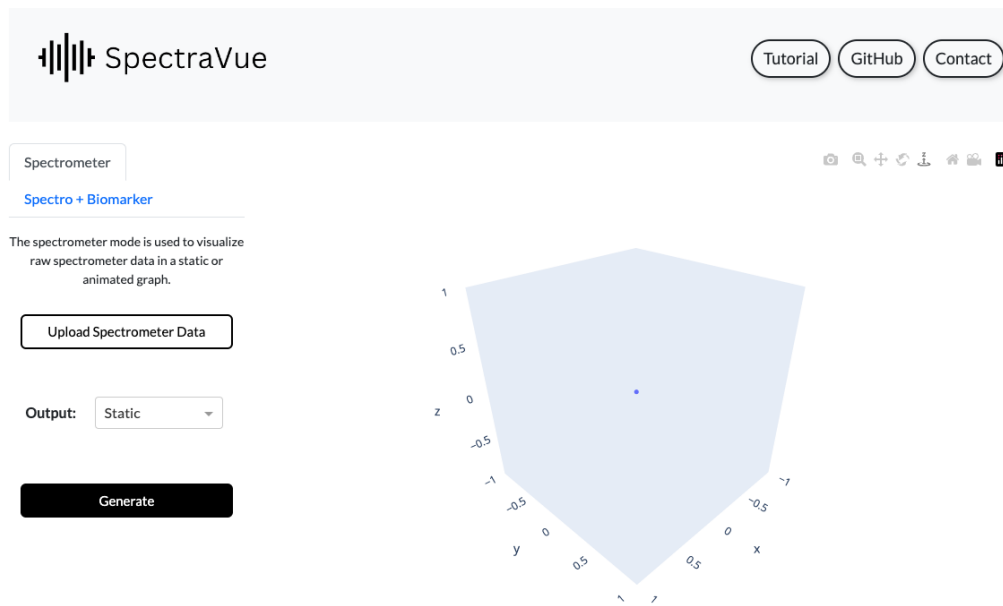 SpectraVue
Tutorial
GitHub
Contact
Spectrometer
Spectro + Biomarker
The spectrometer mode is used to visualize
raw spectrometer data in a static or
animated graph.
Upload Spectrometer Data
Output:
Static
Generate
1
0.5
0
−0.5
−1
z
−0.5
0
0.5
1
y
−1
−0.5
0
0.5
1
x